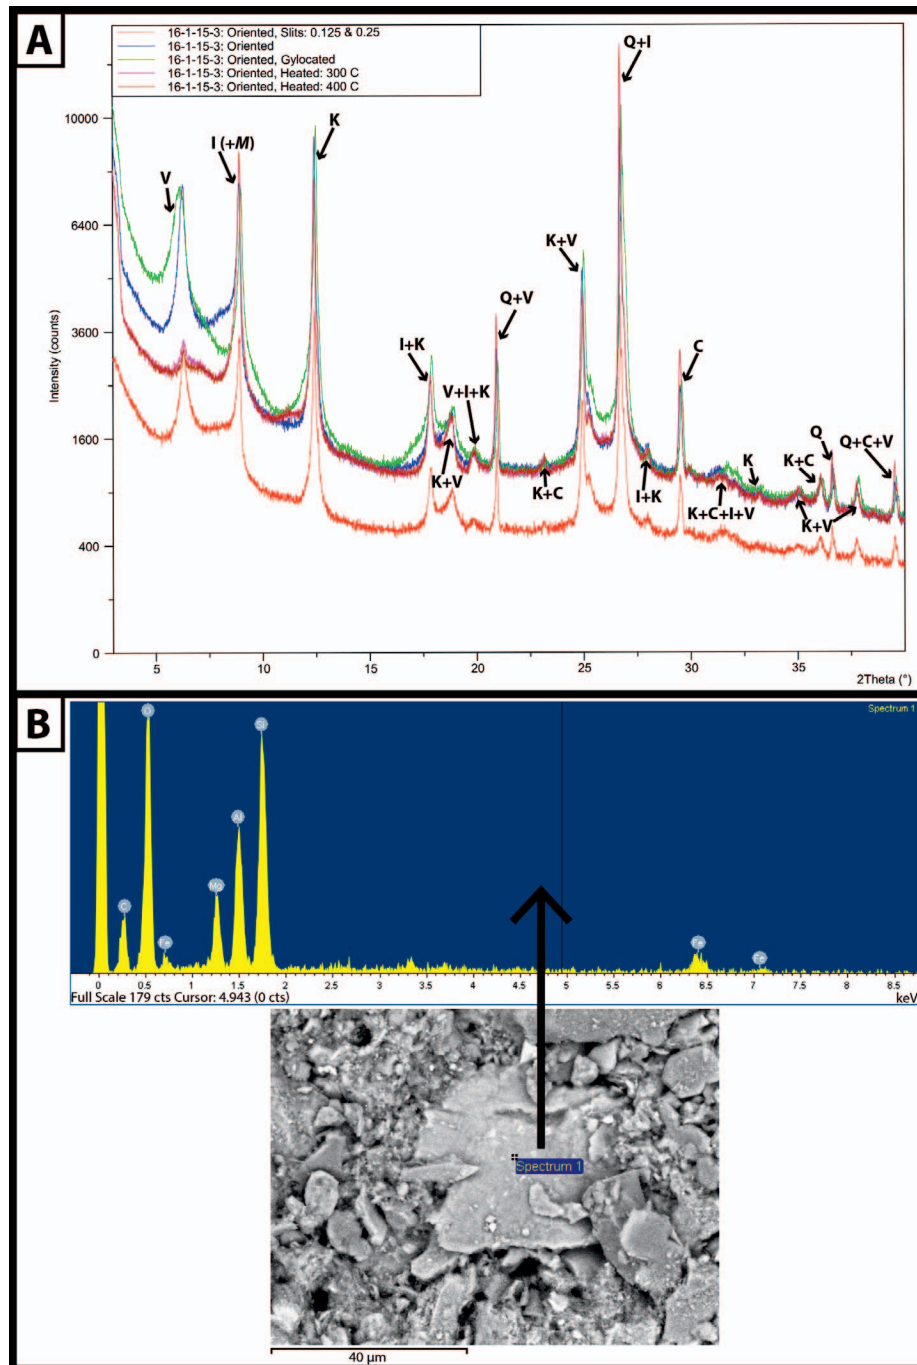 A
16-1-15-3: Oriented, Slits: 0.125 & 0.25
16-1-15-3: Oriented
16-1-15-3: Oriented, Gylocated
16-1-15-3: Oriented, Heated: 300 C
16-1-15-3: Oriented, Heated: 400 C
Q+I
K
I (+M)
V
K+V
Q+V
C
I+K
V+I+K
Q
Q+C+V
K+C
K
K+V
K+C
I+K
K+C+I+V
K+V
Intensity (counts)
10000
6400
3600
1600
400
0
5 10 15 20 25 30 35
2Theta (°)
B
Spectrum 1
O
Si
Al
Mg
C
Fe
Fe
Fe
0 0.5 1 1.5 2 2.5 3 3.5 4 4.5 5 5.5 6 6.5 7 7.5 8 8.5
Full Scale 179 cts Cursor: 4.943 (0 cts)
keV
Spectrum 1
40 µm